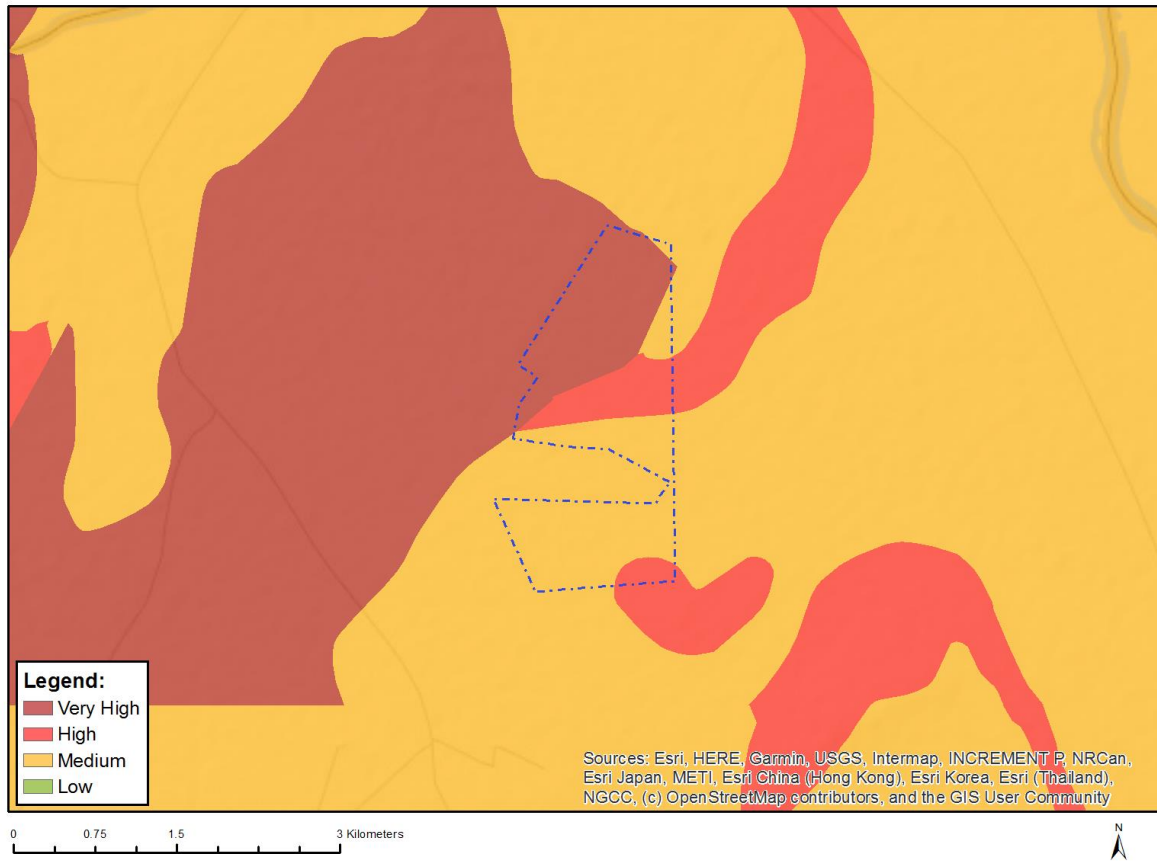 Legend:
Very High
High
Medium
Low
Sources: Esri, HERE, Garmin, USGS, Intermap, INCREMENT P, NRCan,
Esri Japan, METI, Esri China (Hong Kong), Esri Korea, Esri (Thailand),
NGCC, (c) OpenStreetMap contributors, and the GIS User Community
0 0.75 1.5 3 Kilometers
N